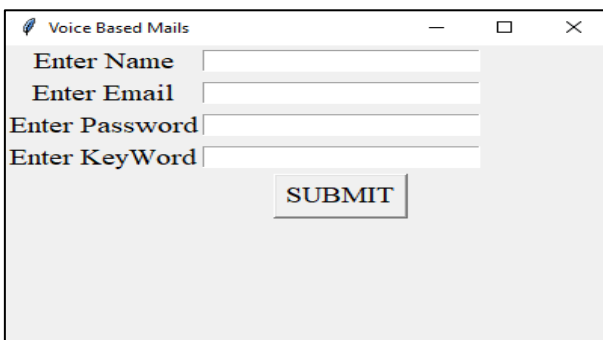 Voice Based Mails
Enter Name
Enter Email
Enter Password
Enter KeyWord
SUBMIT